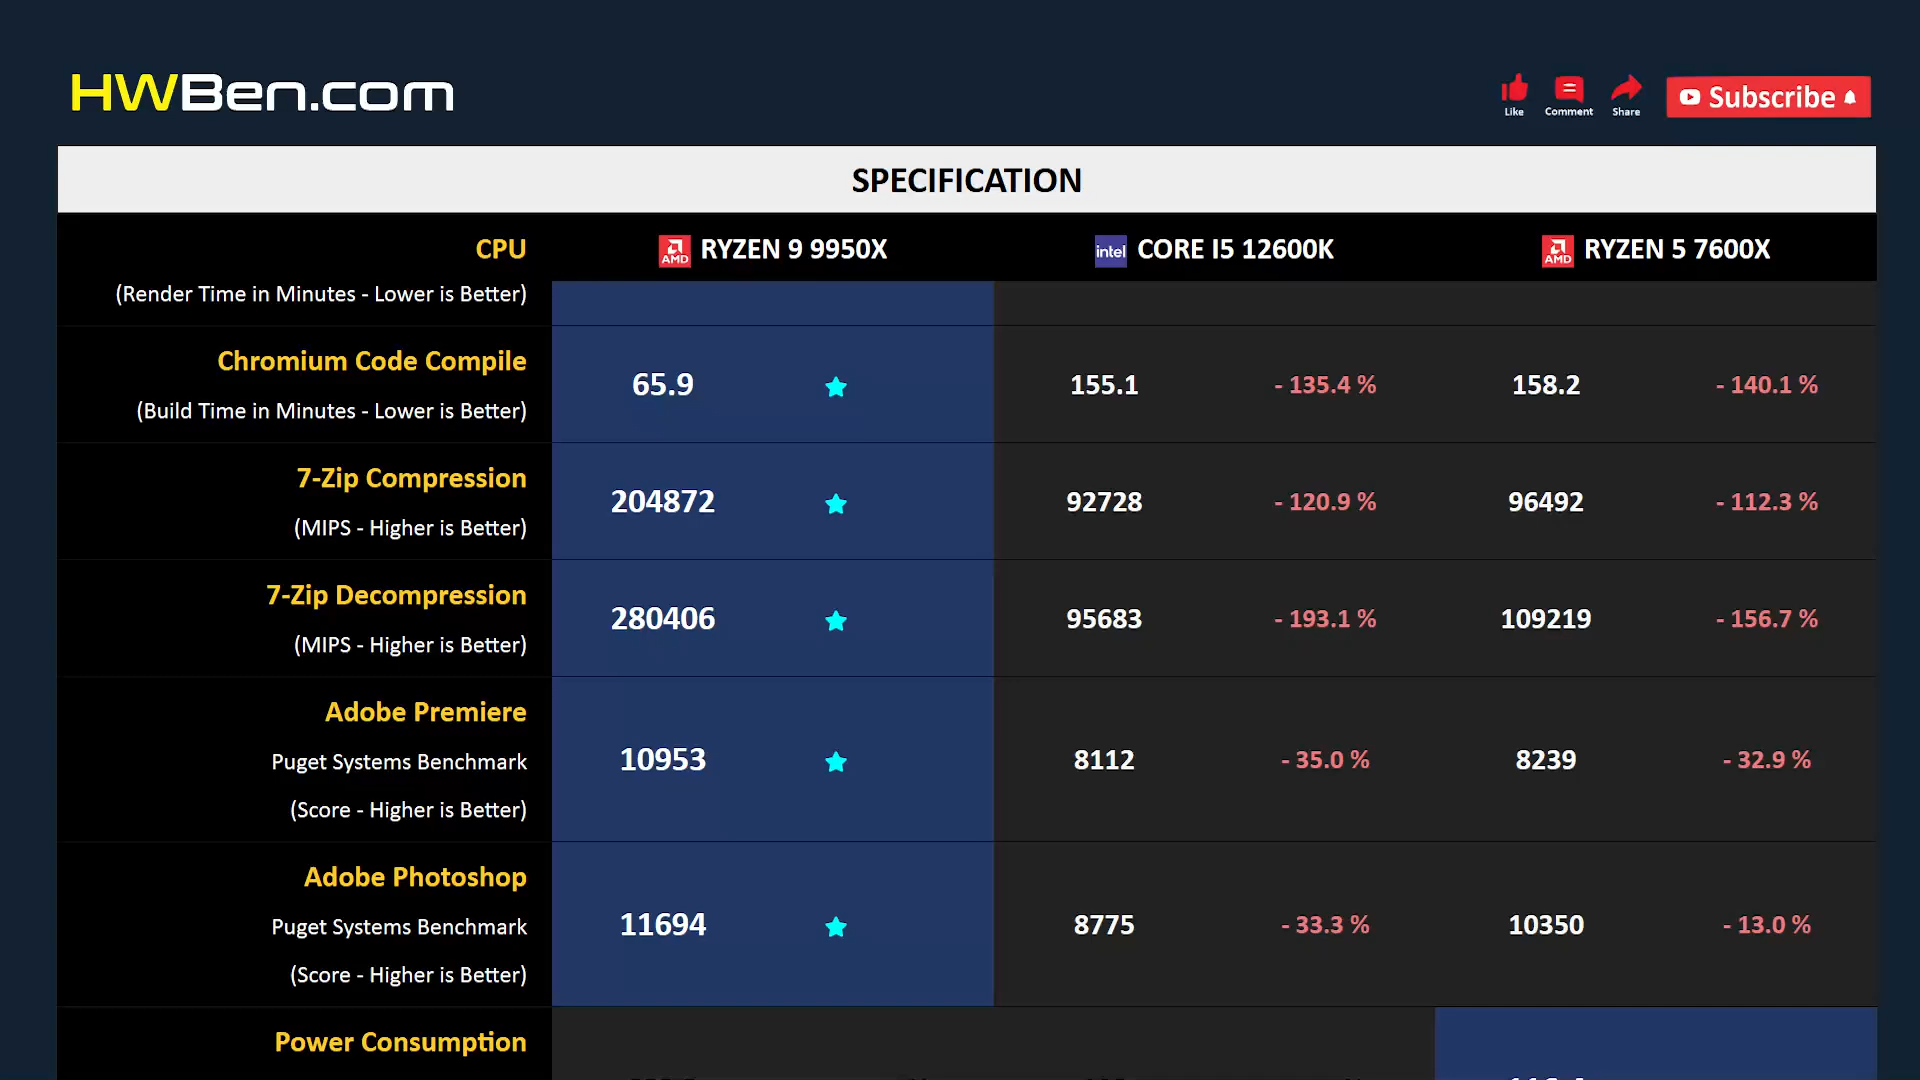 HWBen.com
Like
Comment
Share
Subscribe
SPECIFICATION
CPU
AMD RYZEN 9 9950X
intel CORE I5 12600K
AMD RYZEN 5 7600X
(Render Time in Minutes - Lower is Better)
Chromium Code Compile
(Build Time in Minutes - Lower is Better)
65.9
155.1
- 135.4 %
158.2
- 140.1 %
7-Zip Compression
(MIPS - Higher is Better)
204872
92728
- 120.9 %
96492
- 112.3 %
7-Zip Decompression
(MIPS - Higher is Better)
280406
95683
- 193.1 %
109219
- 156.7 %
Adobe Premiere
Puget Systems Benchmark
(Score - Higher is Better)
10953
8112
- 35.0 %
8239
- 32.9 %
Adobe Photoshop
Puget Systems Benchmark
(Score - Higher is Better)
11694
8775
- 33.3 %
10350
- 13.0 %
Power Consumption